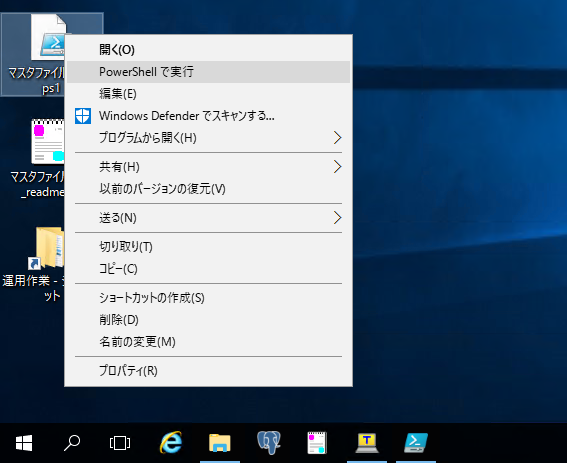 マスタファイル
ps1
開く(O)
PowerShell で実行
編集(E)
Windows Defender でスキャンする...
プログラムから開く(H)
共有(H)
以前のバージョンの復元(V)
送る(N)
切り取り(T)
コピー(C)
ショートカットの作成(S)
削除(D)
名前の変更(M)
プロパティ(R)
マスタファイル
_readme
運用作業 - シ
ット
T